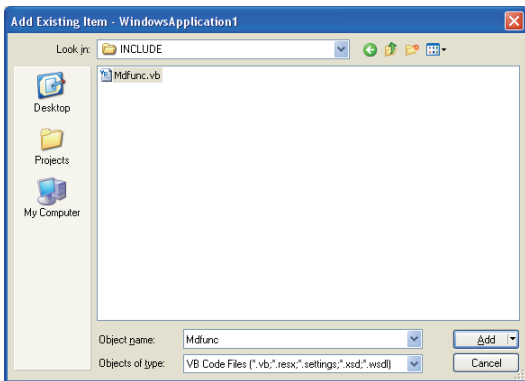 Add Existing Item - WindowsApplication1
Look in: INCLUDE
Mdfunc.vb
Desktop
Projects
My Computer
Object name: Mdfunc Add
Objects of type: VB Code Files (*.vb;*.resx;*.settings;*.xsd;*.wsdl) Cancel